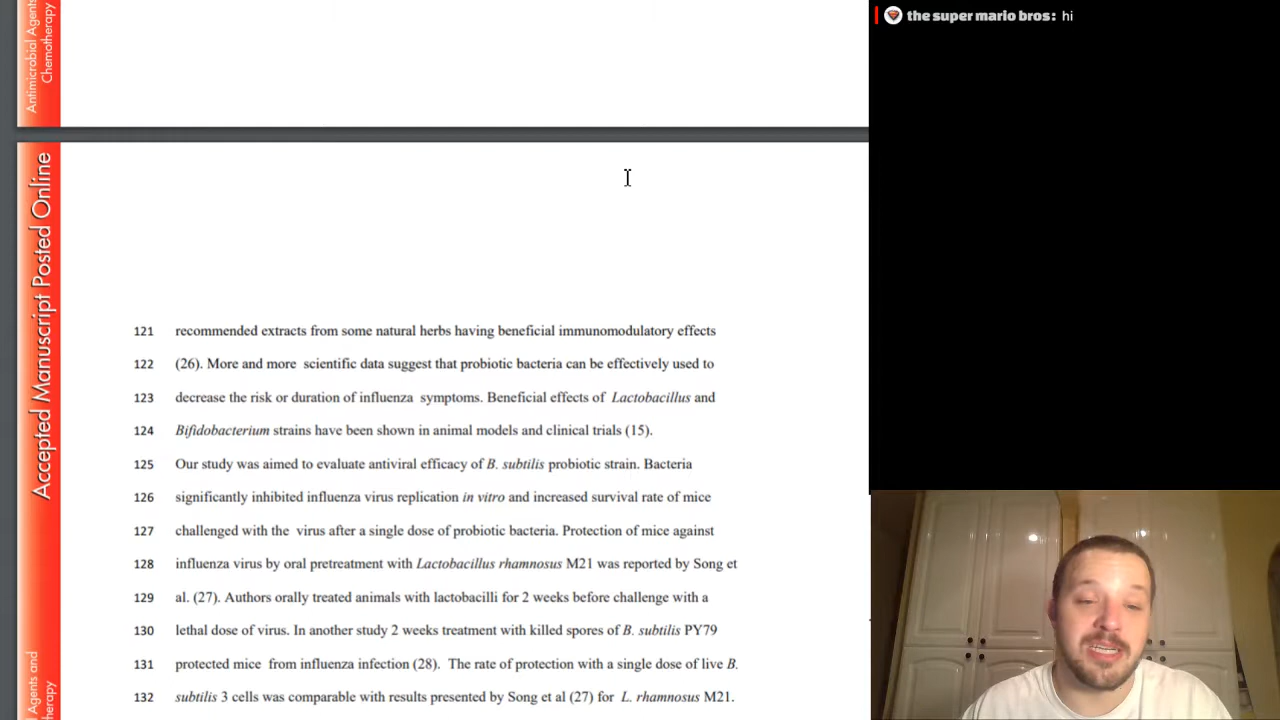 Antimicrobial Agents
Chemotherapy
the super mario bros: hi
Accepted Manuscript Posted Online
121 recommended extracts from some natural herbs having beneficial immunomodulatory effects
122 (26). More and more scientific data suggest that probiotic bacteria can be effectively used to
123 decrease the risk or duration of influenza symptoms. Beneficial effects of Lactobacillus and
124 Bifidobacterium strains have been shown in animal models and clinical trials (15).
125 Our study was aimed to evaluate antiviral efficacy of B. subtilis probiotic strain. Bacteria
126 significantly inhibited influenza virus replication in vitro and increased survival rate of mice
127 challenged with the virus after a single dose of probiotic bacteria. Protection of mice against
128 influenza virus by oral pretreatment with Lactobacillus rhamnosus M21 was reported by Song et
129 al. (27). Authors orally treated animals with lactobacilli for 2 weeks before challenge with a
130 lethal dose of virus. In another study 2 weeks treatment with killed spores of B. subtilis PY79
131 protected mice from influenza infection (28). The rate of protection with a single dose of live B.
132 subtilis 3 cells was comparable with results presented by Song et al (27) for L. rhamnosus M21.
Agents and
herapy